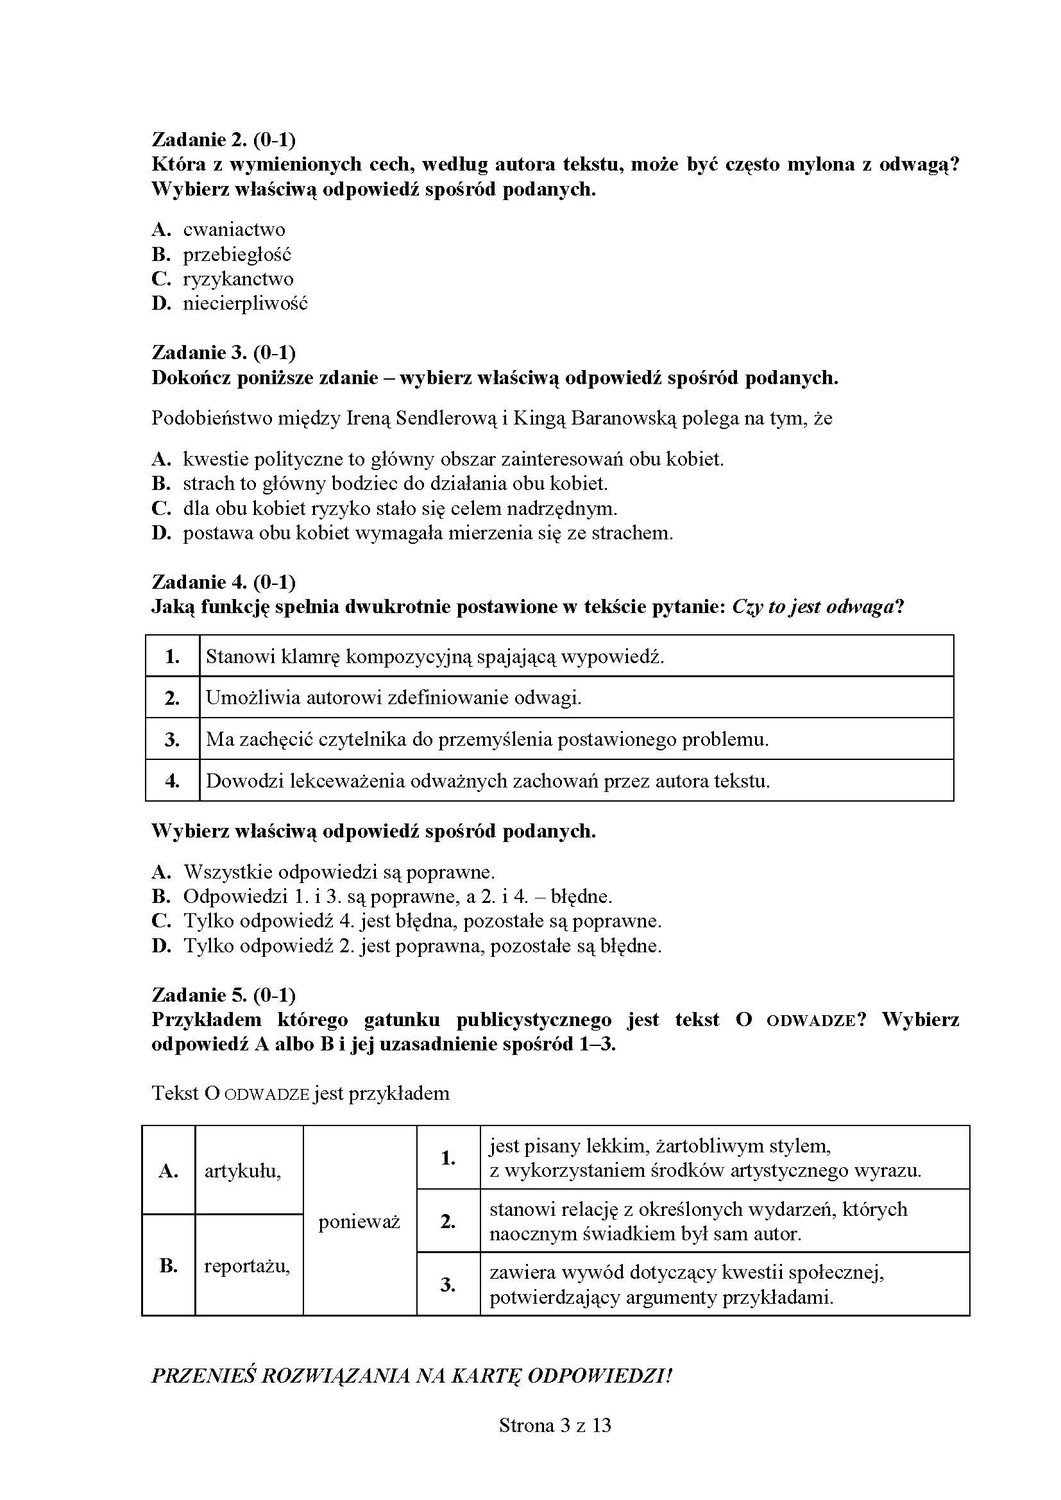 Zadanie 2. (0-1)
Która z wymienionych cech, według autora tekstu, może być często mylona z odwagą?
Wybierz właściwą odpowiedź spośród podanych.
A. cwaniactwo
B. przebiegłość
C. ryzykanctwo
D. niecierpliwość
Zadanie 3. (0-1)
Dokończ poniższe zdanie – wybierz właściwą odpowiedź spośród podanych.
Podobieństwo między Ireną Sendlerową i Kingą Baranowską polega na tym, że
A. kwestie polityczne to główny obszar zainteresowań obu kobiet.
B. strach to główny bodziec do działania obu kobiet.
C. dla obu kobiet ryzyko stało się celem nadrzędnym.
D. postawa obu kobiet wymagała mierzenia się ze strachem.
Zadanie 4. (0-1)
Jaką funkcję spełnia dwukrotnie postawione w tekście pytanie: Czy to jest odwaga?
1. Stanowi klamrę kompozycyjną spajającą wypowiedź.
2. Umożliwia autorowi zdefiniowanie odwagi.
3. Ma zachęcić czytelnika do przemyślenia postawionego problemu.
4. Dowodzi lekceważenia odważnych zachowań przez autora tekstu.
Wybierz właściwą odpowiedź spośród podanych.
A. Wszystkie odpowiedzi są poprawne.
B. Odpowiedzi 1. i 3. są poprawne, a 2. i 4. – błędne.
C. Tylko odpowiedź 4. jest błędna, pozostałe są poprawne.
D. Tylko odpowiedź 2. jest poprawna, pozostałe są błędne.
Zadanie 5. (0-1)
Przykładem którego gatunku publicystycznego jest tekst O ODWADZE? Wybierz
odpowiedź A albo B i jej uzasadnienie spośród 1–3.
Tekst O ODWADZE jest przykładem
A. artykułu,
B. reportażu,
ponieważ
1. jest pisany lekkim, żartobliwym stylem,
z wykorzystaniem środków artystycznego wyrazu.
2. stanowi relację z określonych wydarzeń, których
naocznym świadkiem był sam autor.
3. zawiera wywód dotyczący kwestii społecznej,
potwierdzający argumenty przykładami.
PRZENIEŚ ROZWIĄZANIA NA KARTĘ ODPOWIEDZI!
Strona 3 z 13